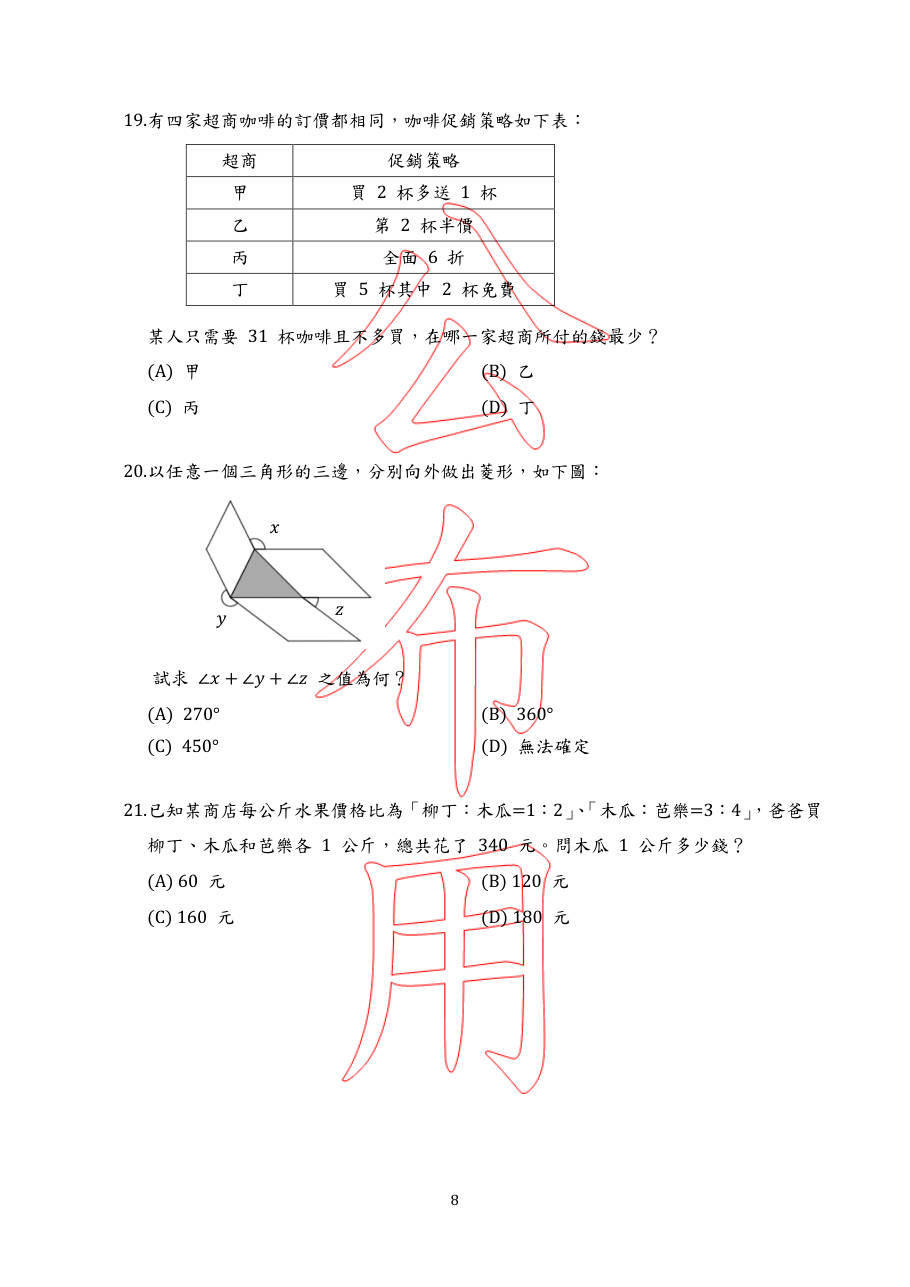 19.有四家超商咖啡的訂價都相同，咖啡促銷策略如下表：
超商 促銷策略
甲 買 2 杯多送 1 杯
乙 第 2 杯半價
丙 全面 6 折
丁 買 5 杯其中 2 杯免費
某人只需要 31 杯咖啡且不多買，在哪一家超商所付的錢最少？
(A) 甲 (B) 乙
(C) 丙 (D) 丁
20.以任意一個三角形的三邊，分別向外做出菱形，如下圖：
x
y
z
試求 ∠x + ∠y + ∠z 之值為何？
(A) 270° (B) 360°
(C) 450° (D) 無法確定
21.已知某商店每公斤水果價格比為「柳丁：木瓜=1：2」、「木瓜：芭樂=3：4」，爸爸買
柳丁、木瓜和芭樂各 1 公斤，總共花了 340 元。問木瓜 1 公斤多少錢？
(A) 60 元 (B) 120 元
(C) 160 元 (D) 180 元
公
布
用
8